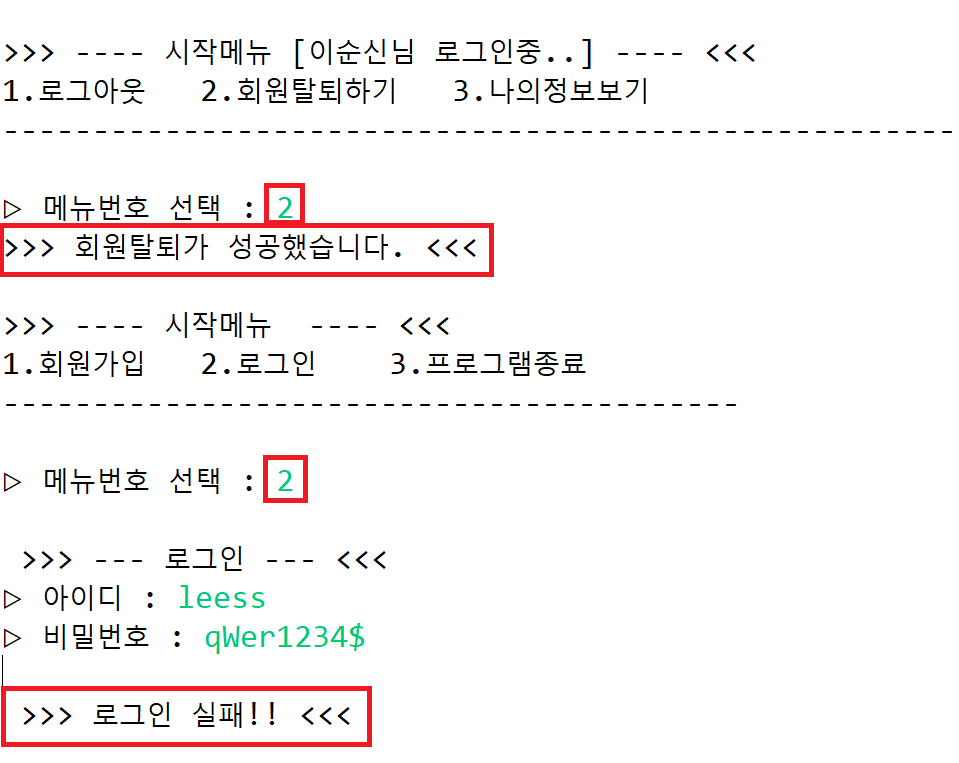 >>> ---- 시작메뉴 [이순신님 로그인중..] ---- <<<
1.로그아웃   2.회원탈퇴하기   3.나의정보보기
-----------------------------------------------------
▷ 메뉴번호 선택 : 2
>>> 회원탈퇴가 성공했습니다. <<<
>>> ---- 시작메뉴  ---- <<<
1.회원가입   2.로그인    3.프로그램종료
-----------------------------------------
▷ 메뉴번호 선택 : 2
>>> --- 로그인 --- <<<
▷ 아이디 : leess
▷ 비밀번호 : qWer1234$
>>> 로그인 실패!! <<<